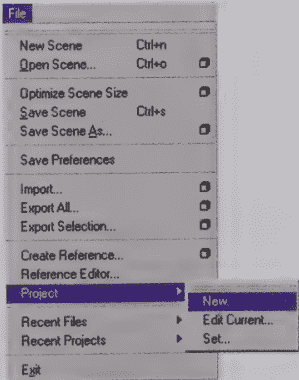 File
New Scene Ctrl+n
Open Scene... Ctrl+o
Optimize Scene Size
Save Scene Ctrl+s
Save Scene As...
Save Preferences
Import...
Export All...
Export Selection...
Create Reference...
Reference Editor...
Project
New
Edit Current...
Set...
Recent Files
Recent Projects
Exit